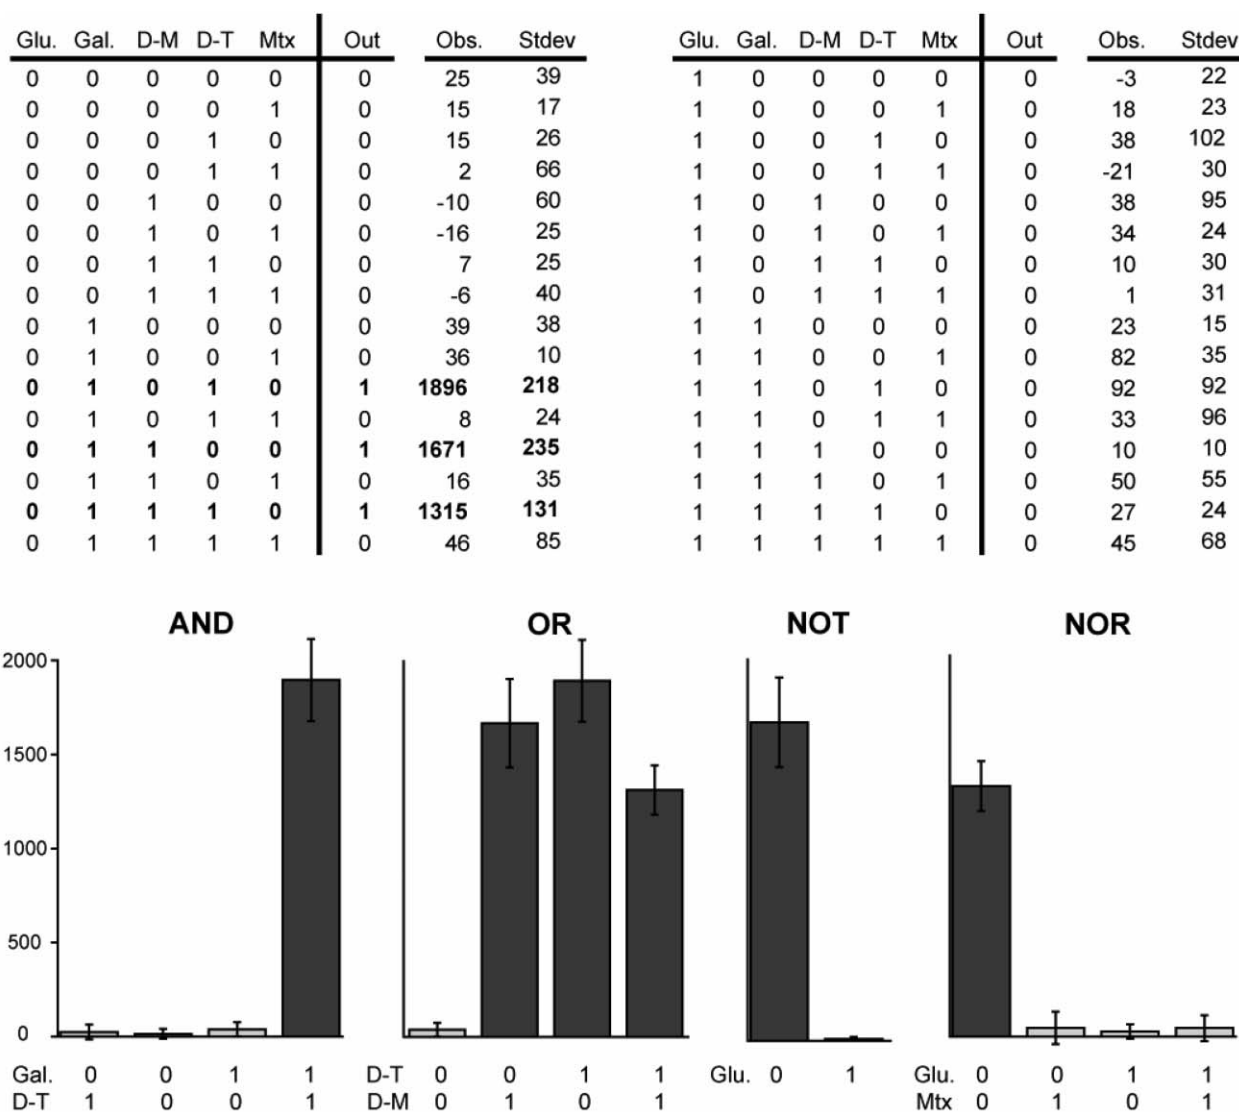 Glu. Gal. D-M D-T Mtx Out Obs. Stdev
0 0 0 0 0 0 25 39
0 0 0 0 1 0 15 17
0 0 0 1 0 0 15 26
0 0 0 1 1 0 2 66
0 0 1 0 0 0 -10 60
0 0 1 0 1 0 -16 25
0 0 1 1 0 0 7 25
0 0 1 1 1 0 -6 40
0 1 0 0 0 0 39 38
0 1 0 0 1 0 36 10
0 1 0 1 0 1 1896 218
0 1 0 1 1 0 8 24
0 1 1 0 0 1 1671 235
0 1 1 0 1 0 16 35
0 1 1 1 0 1 1315 131
0 1 1 1 1 0 46 85
Glu. Gal. D-M D-T Mtx Out Obs. Stdev
1 0 0 0 0 0 -3 22
1 0 0 0 1 0 18 23
1 0 0 1 0 0 38 102
1 0 0 1 1 0 -21 30
1 0 1 0 0 0 38 95
1 0 1 0 1 0 34 24
1 0 1 1 0 0 10 30
1 0 1 1 1 0 1 31
1 1 0 0 0 0 23 15
1 1 0 0 1 0 82 35
1 1 0 1 0 0 92 92
1 1 0 1 1 0 33 96
1 1 1 0 0 0 10 10
1 1 1 0 1 0 50 55
1 1 1 1 0 0 27 24
1 1 1 1 1 0 45 68
AND
2000
1500
1000
500
0
Gal. 0 0 1 1
D-T 1 0 0 1
OR
D-T 0 0 1 1
D-M 0 1 0 1
NOT
Glu. 0 1
NOR
Glu. 0 0 1 1
Mtx 0 1 0 1